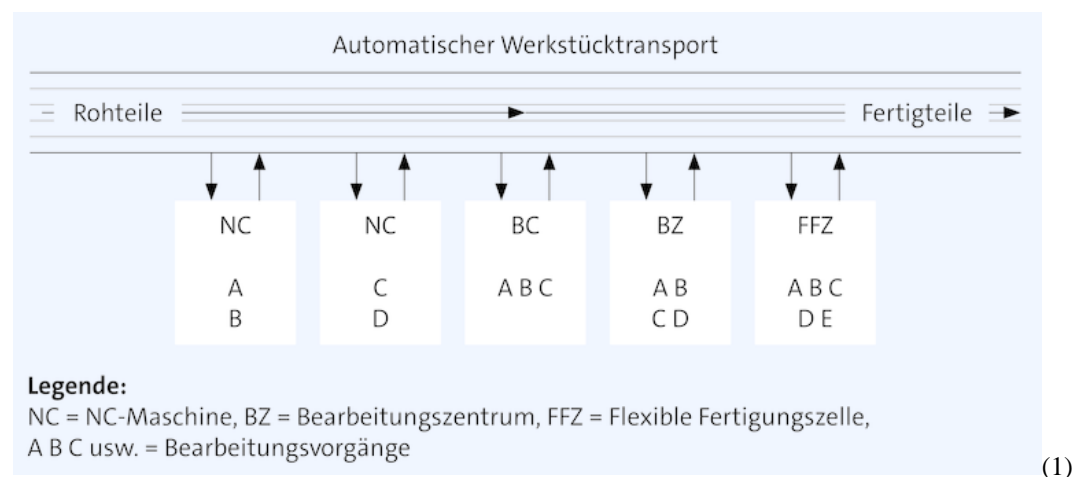 Automatischer Werkstücktransport
Rohteile Fertigteile
NC NC BC BZ FFZ
A C A B C A B A B C
B D C D D E
Legende:
NC = NC-Maschine, BZ = Bearbeitungszentrum, FFZ = Flexible Fertigungszelle,
A B C usw. = Bearbeitungsvorgänge
(1)